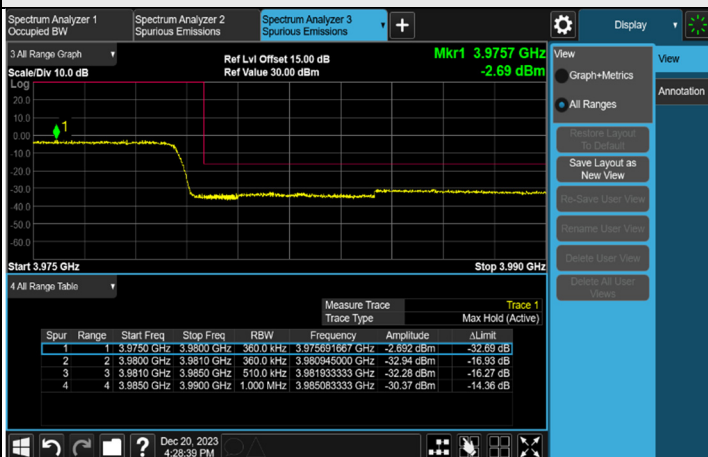 Spectrum Analyzer 1
Occupied BW
Spectrum Analyzer 2
Spurious Emissions
Spectrum Analyzer 3
Spurious Emissions
Display
3 All Range Graph
Scale/Div 10.0 dB
Ref Lvl Offset 15.00 dB
Ref Value 30.00 dBm
Mkr1 3.9757 GHz
-2.69 dBm
Log
20.0
10.0
0.00
-10.0
-20.0
-30.0
-40.0
-50.0
-60.0
1
Start 3.975 GHz
Stop 3.990 GHz
View
Graph+Metrics
All Ranges
Restore Layout
To Default
Save Layout as
New View
Re-Save User View
Rename User View
Delete User View
Delete All User
Views
View
Annotation
4 All Range Table
Measure Trace Trace 1
Trace Type Max Hold (Active)
Spur Range Start Freq Stop Freq RBW Frequency Amplitude ΔLimit
1 1 3.9750 GHz 3.9800 GHz 360.0 kHz 3.975691667 GHz -2.692 dBm -32.69 dB
2 2 3.9800 GHz 3.9810 GHz 360.0 kHz 3.980945000 GHz -32.94 dBm -16.93 dB
3 3 3.9810 GHz 3.9850 GHz 510.0 kHz 3.981933333 GHz -32.28 dBm -16.27 dB
4 4 3.9850 GHz 3.9900 GHz 1.000 MHz 3.985083333 GHz -30.37 dBm -14.36 dB
?
Dec 20, 2023
4:28:39 PM